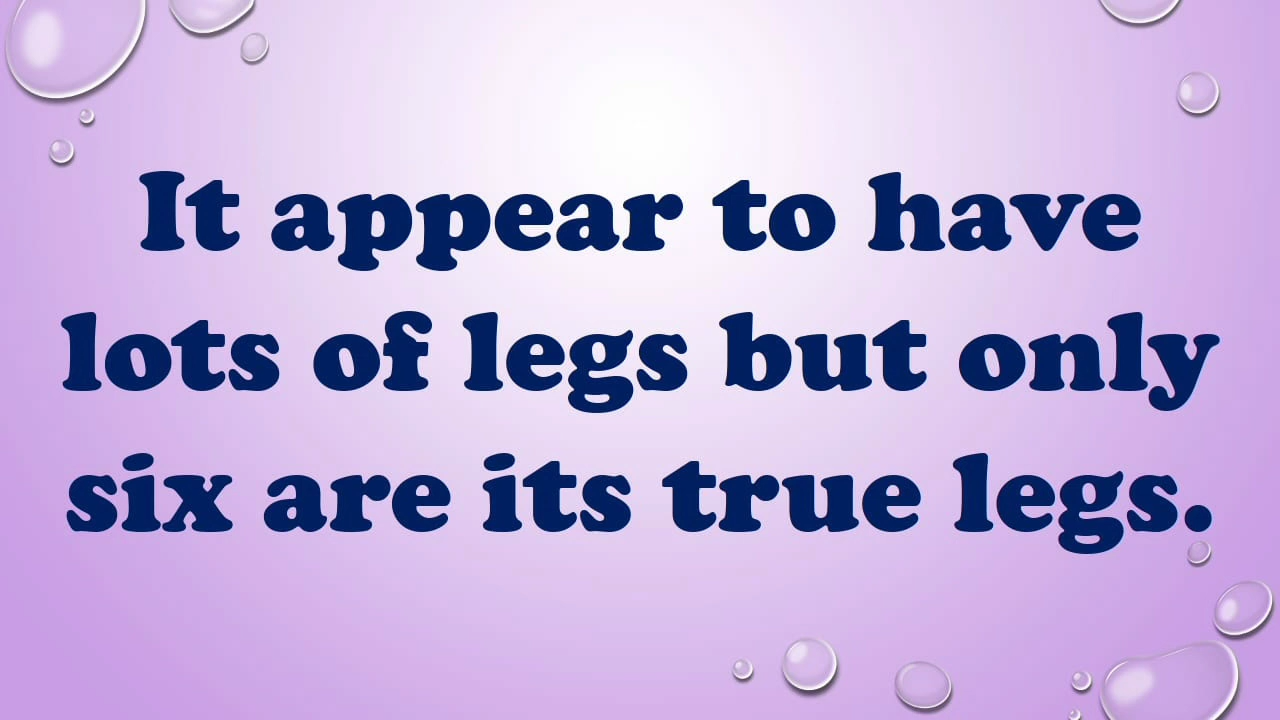 It appear to have
lots of legs but only
six are its true legs.